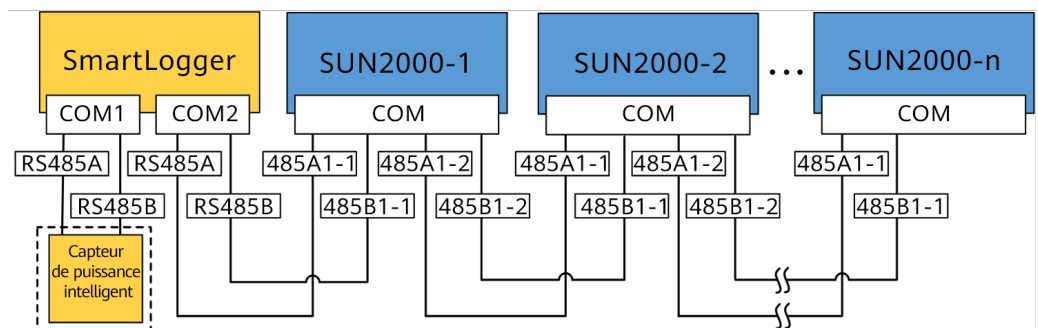 SmartLogger
SUN2000-1
SUN2000-2
...
SUN2000-n
COM1
COM2
COM
COM
COM
RS485A
RS485A
485A1-1
485A1-2
485A1-1
485A1-2
485A1-1
RS485B
RS485B
485B1-1
485B1-2
485B1-1
485B1-2
485B1-1
Capteur
de puissance
intelligent